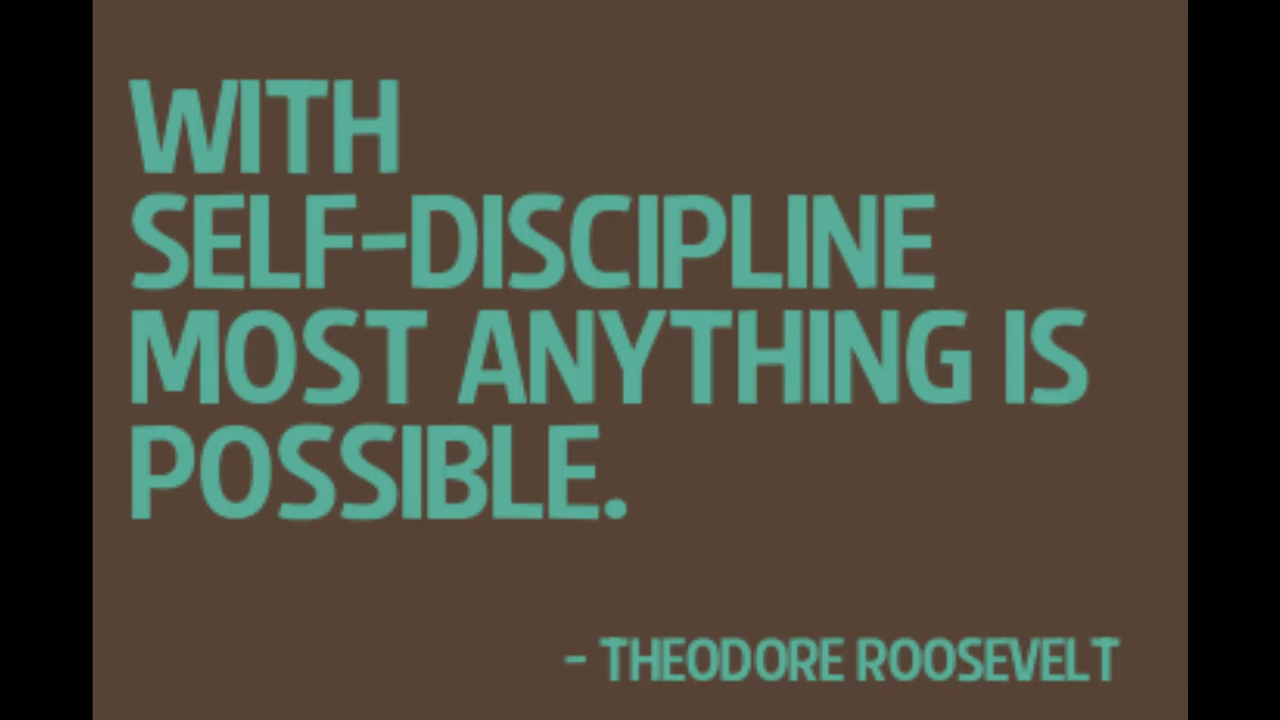 WITH
SELF-DISCIPLINE
MOST ANYTHING IS
POSSIBLE.
- THEODORE ROOSEVELT